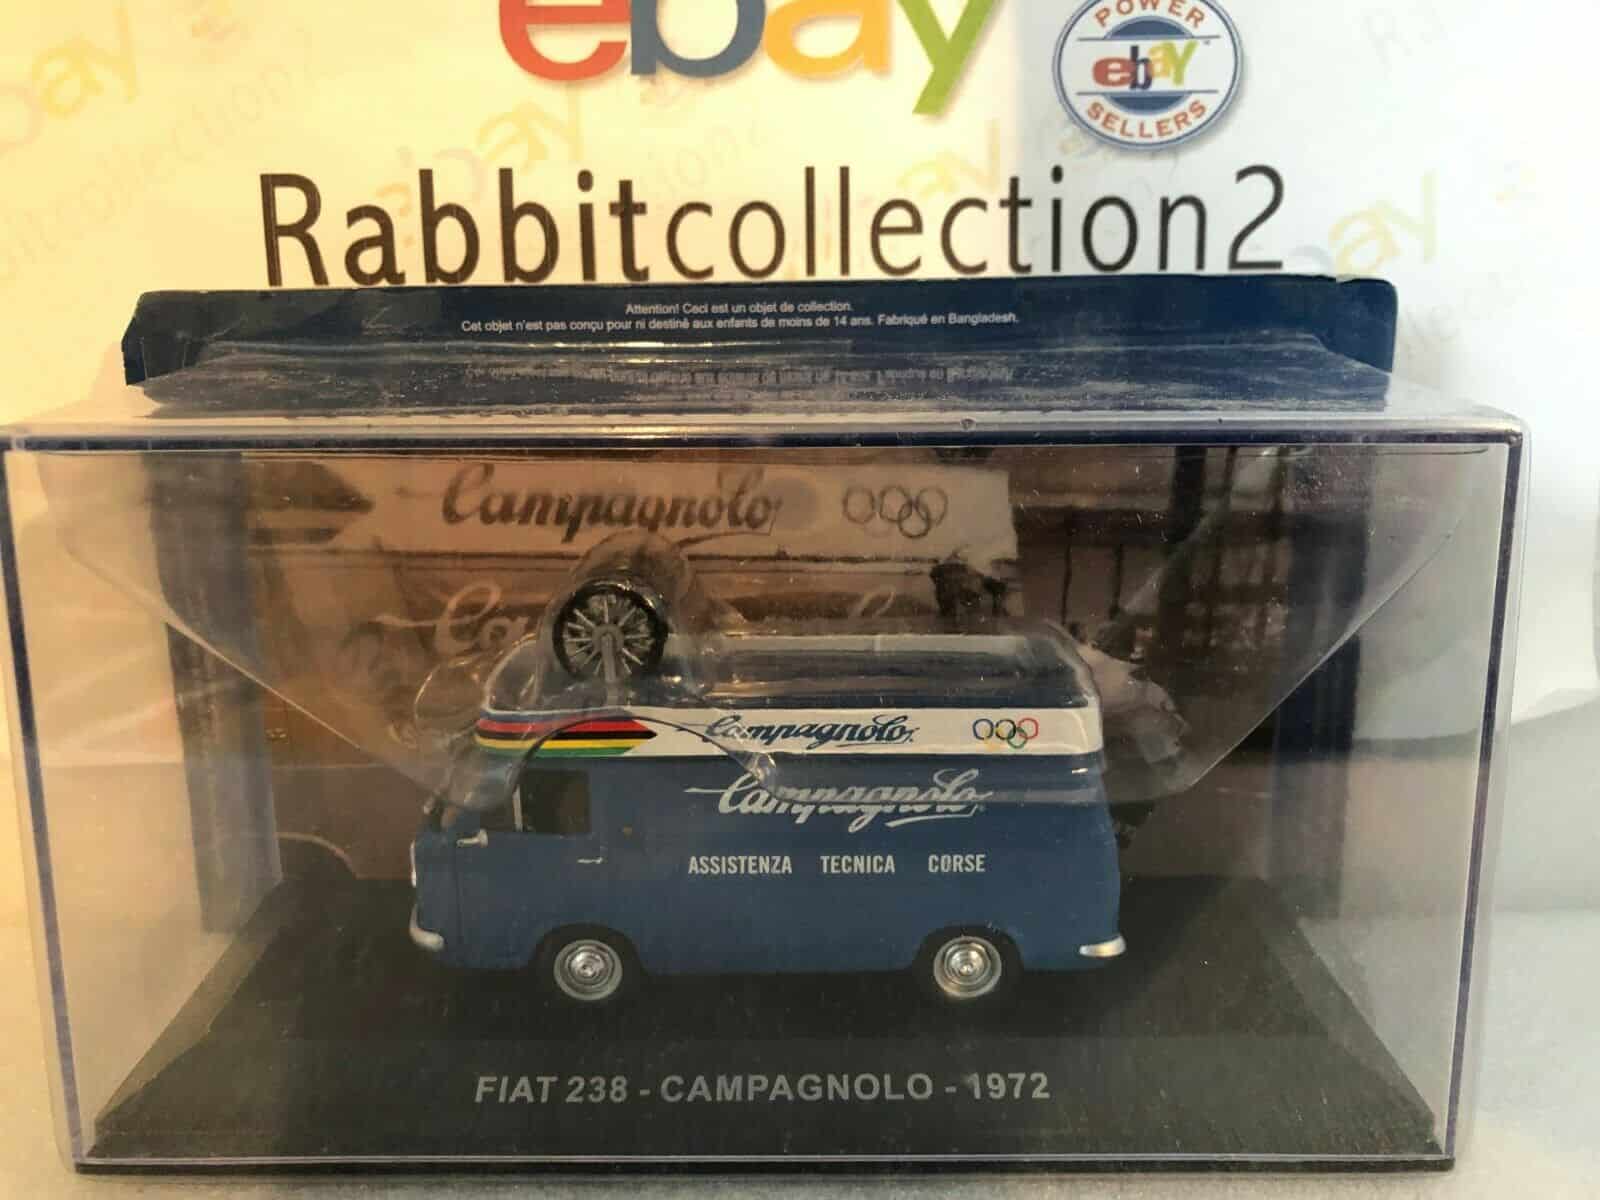 ebay
POWER
ebay
SELLERS
Rabbitcollection2
Attention! Ceci est un objet de collection.
Cet objet n'est pas conçu pour ni destiné aux enfants de moins de 14 ans. Fabriqué en Bangladesh.
Campagnolo
Campagnolo
Campagnolo
ASSISTENZA TECNICA CORSE
FIAT 238 - CAMPAGNOLO - 1972